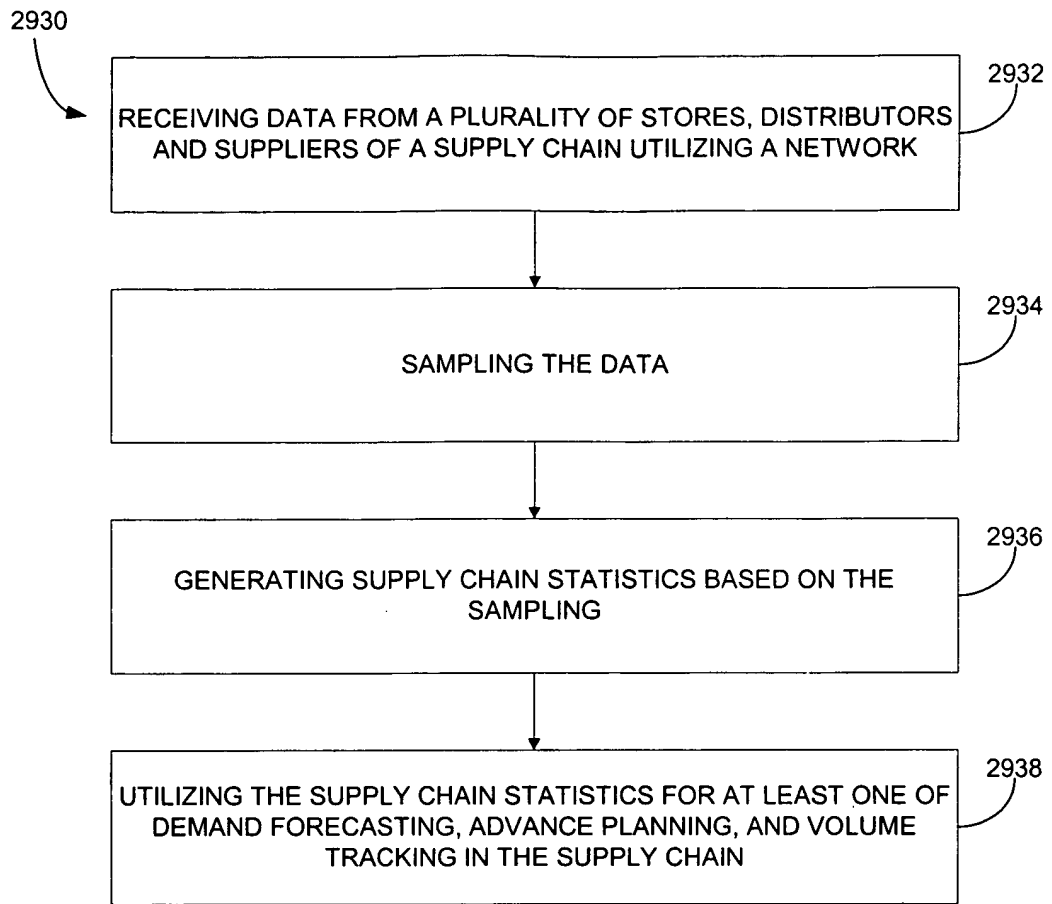 2930
2932
RECEIVING DATA FROM A PLURALITY OF STORES, DISTRIBUTORS
AND SUPPLIERS OF A SUPPLY CHAIN UTILIZING A NETWORK
2934
SAMPLING THE DATA
2936
GENERATING SUPPLY CHAIN STATISTICS BASED ON THE
SAMPLING
2938
UTILIZING THE SUPPLY CHAIN STATISTICS FOR AT LEAST ONE OF
DEMAND FORECASTING, ADVANCE PLANNING, AND VOLUME
TRACKING IN THE SUPPLY CHAIN